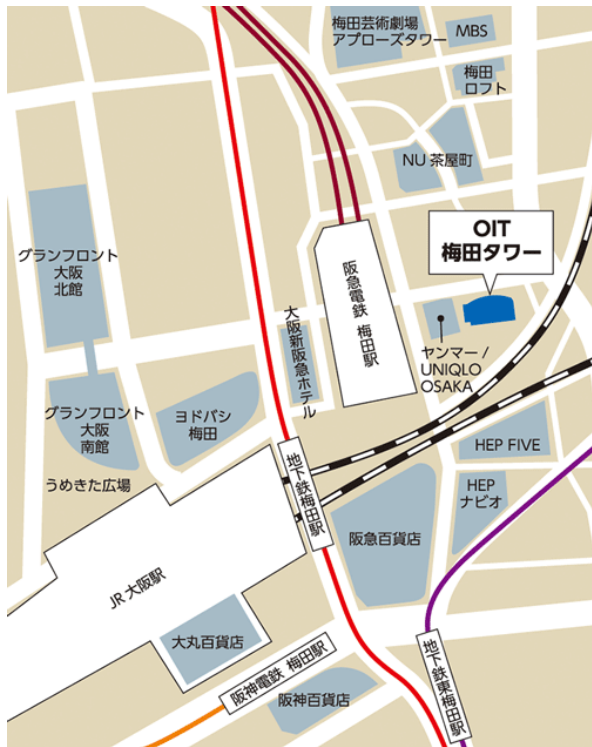 梅田芸術劇場
アプローズタワー
MBS
梅田
ロフト
NU 茶屋町
OIT
梅田タワー
グランフロント
大阪
北館
阪急電鉄 梅田駅
大阪新阪急ホテル
ヤンマー /
UNIQLO
OSAKA
グランフロント
大阪
南館
ヨドバシ
梅田
HEP FIVE
うめきた広場
地下鉄梅田駅
HEP
ナビオ
阪急百貨店
JR 大阪駅
大丸百貨店
阪神電鉄 梅田駅
阪神百貨店
地下鉄東梅田駅